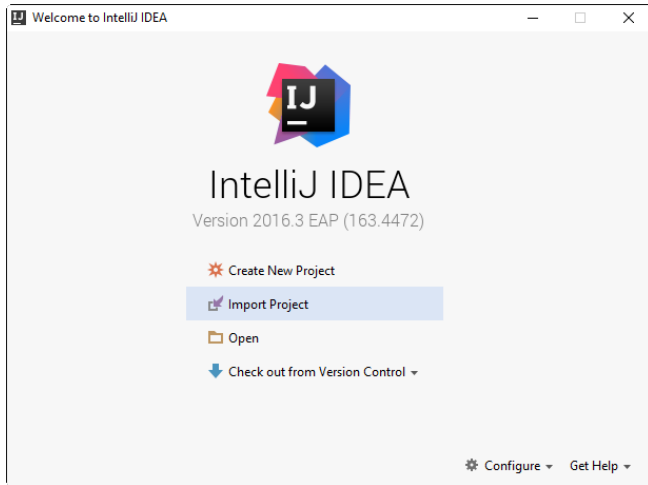 Welcome to IntelliJ IDEA
IJ
IntelliJ IDEA
Version 2016.3 EAP (163.4472)
Create New Project
Import Project
Open
Check out from Version Control
Configure
Get Help